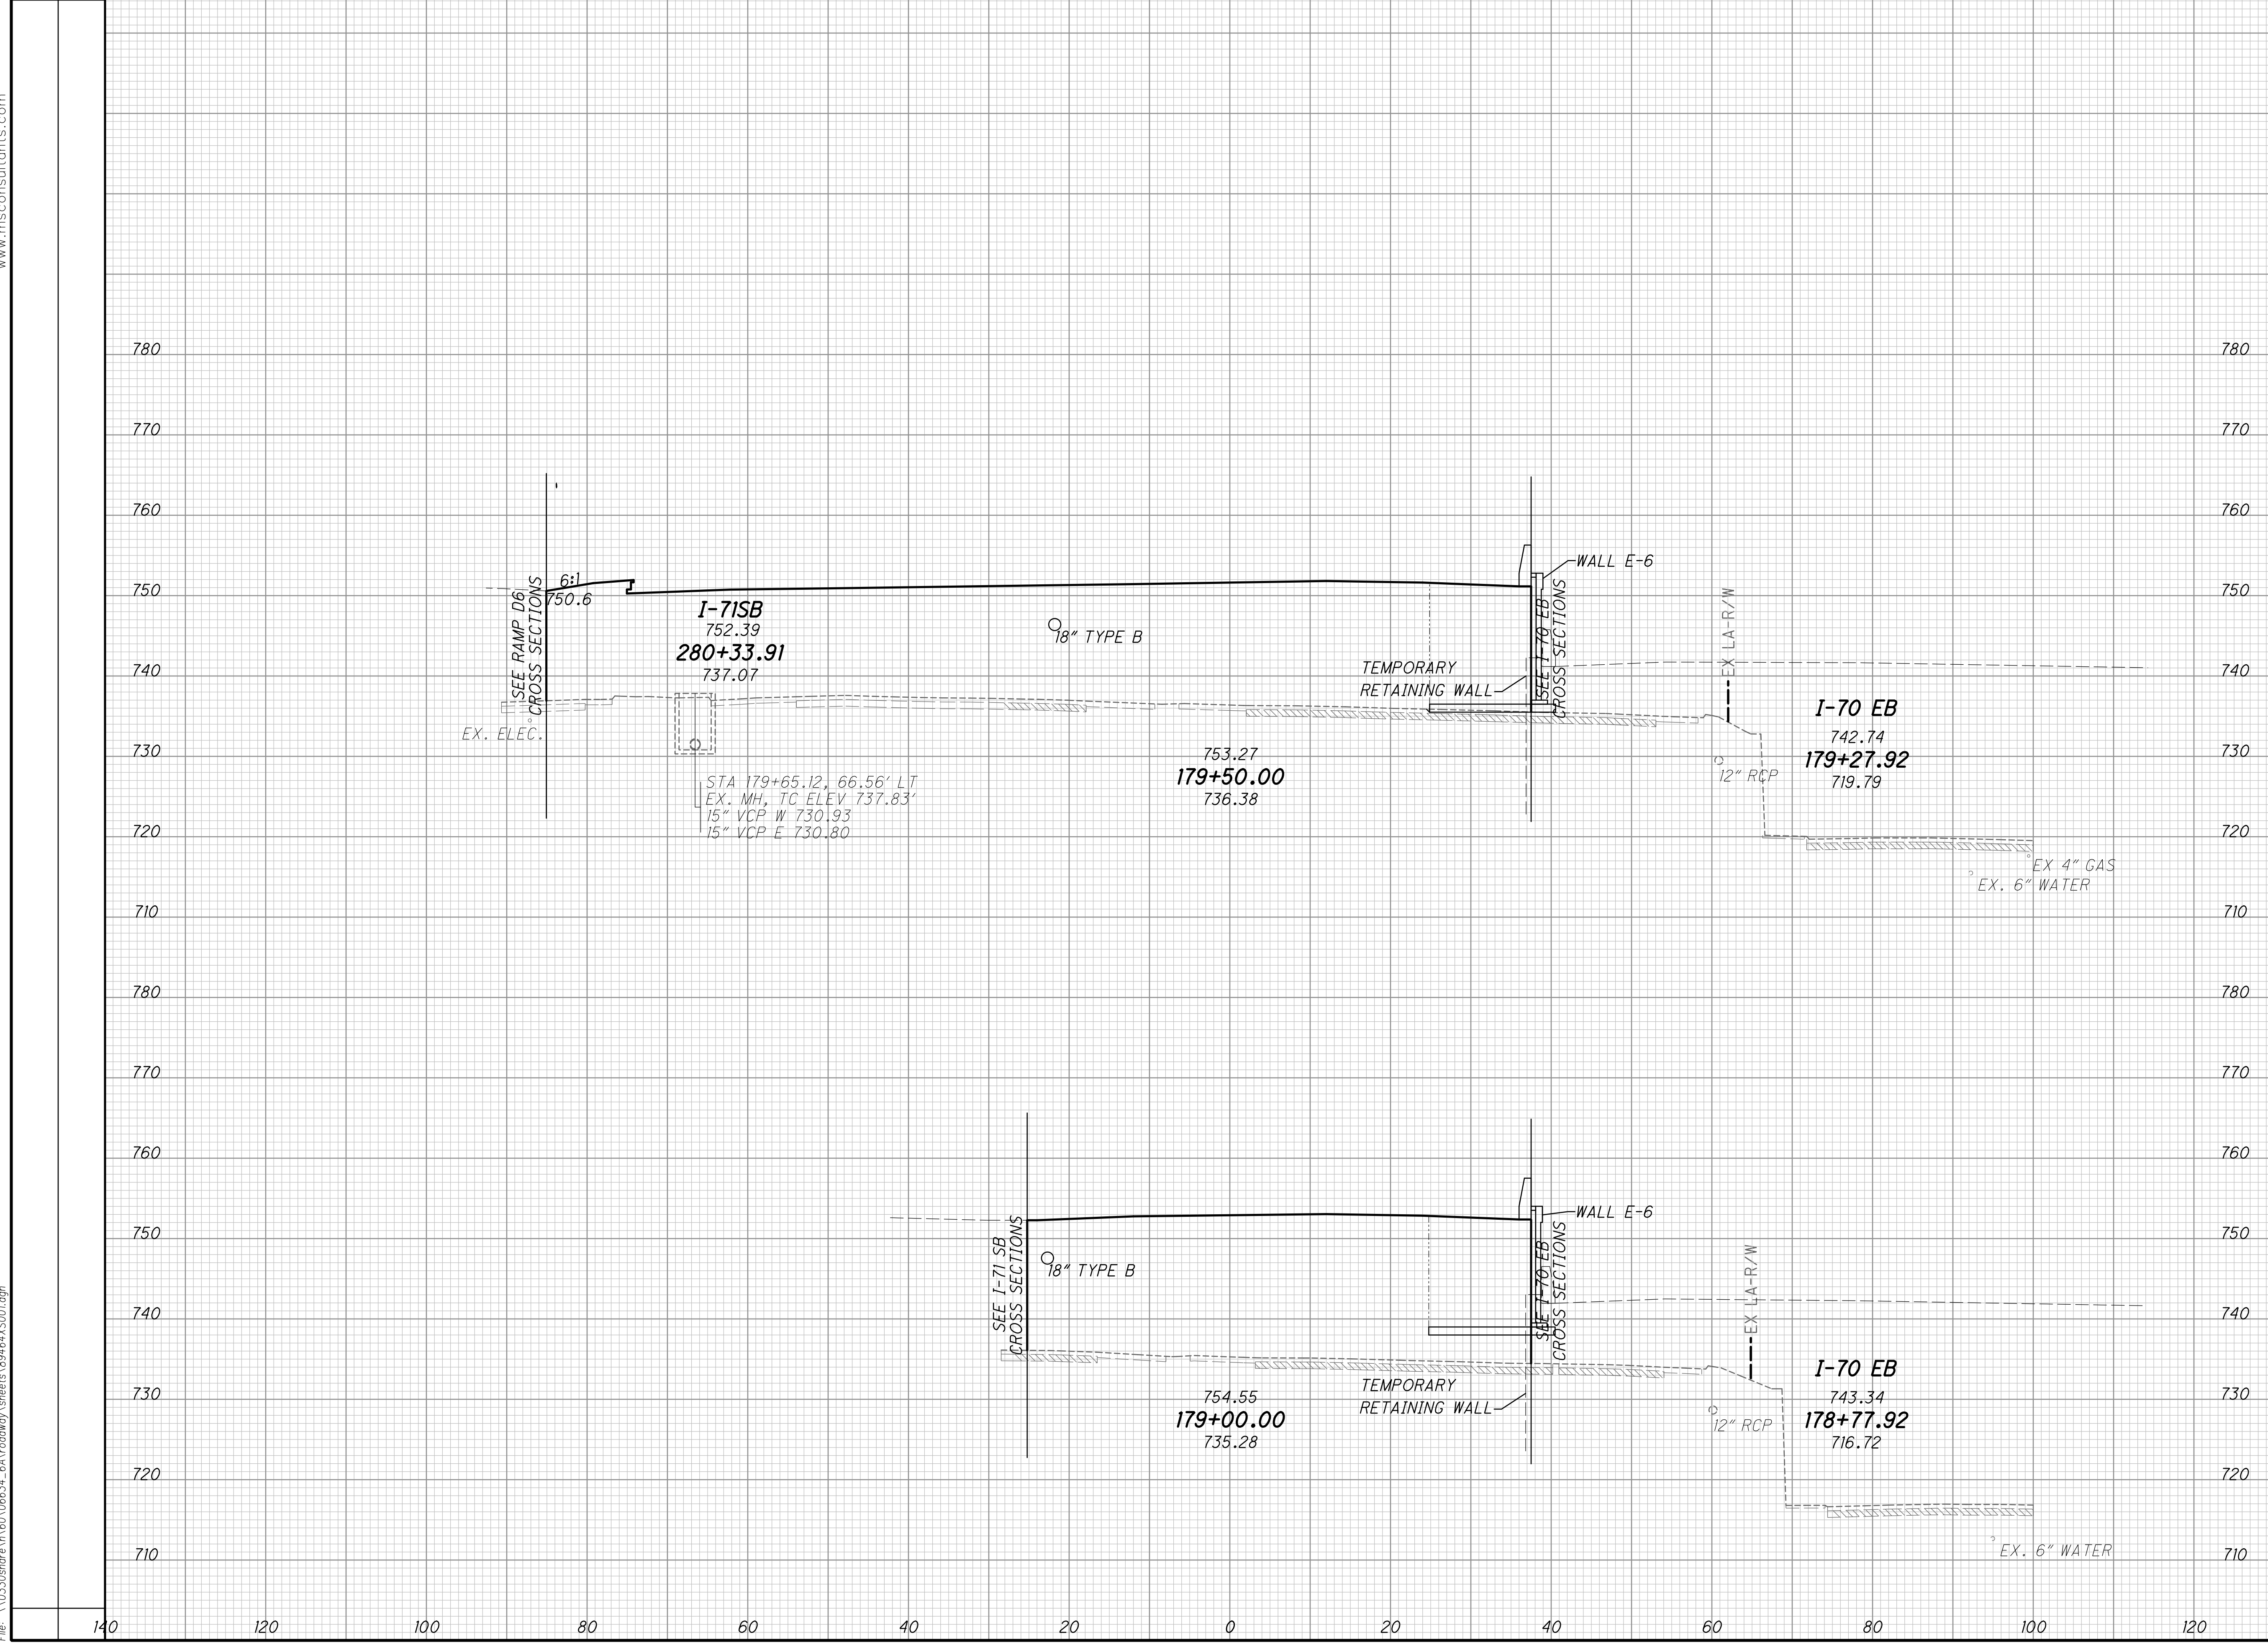 www.msconsultants.com
780 780
770 770
760 760
750 750
740 740
730 730
720 720
710 710
SEE RAMP D6
CROSS SECTIONS
6:1
750.6
I-71SB
752.39
280+33.91
737.07
18" TYPE B
WALL E-6
SEE I-70 EB
CROSS SECTIONS
TEMPORARY
RETAINING WALL
EX LA-R/W
EX. ELEC.
STA 179+65.12, 66.56' LT
EX. MH, TC ELEV 737.83'
15" VCP W 730.93
15" VCP E 730.80
753.27
179+50.00
736.38
12" RCP
I-70 EB
742.74
179+27.92
719.79
EX 4" GAS
EX. 6" WATER
780 780
770 770
760 760
750 750
740 740
730 730
720 720
710 710
SEE I-71 SB
CROSS SECTIONS
18" TYPE B
WALL E-6
SEE I-70 EB
CROSS SECTIONS
TEMPORARY
RETAINING WALL
EX LA-R/W
754.55
179+00.00
735.28
12" RCP
I-70 EB
743.34
178+77.92
716.72
EX. 6" WATER
140 120 100 80 60 40 20 0 20 40 60 80 100 120